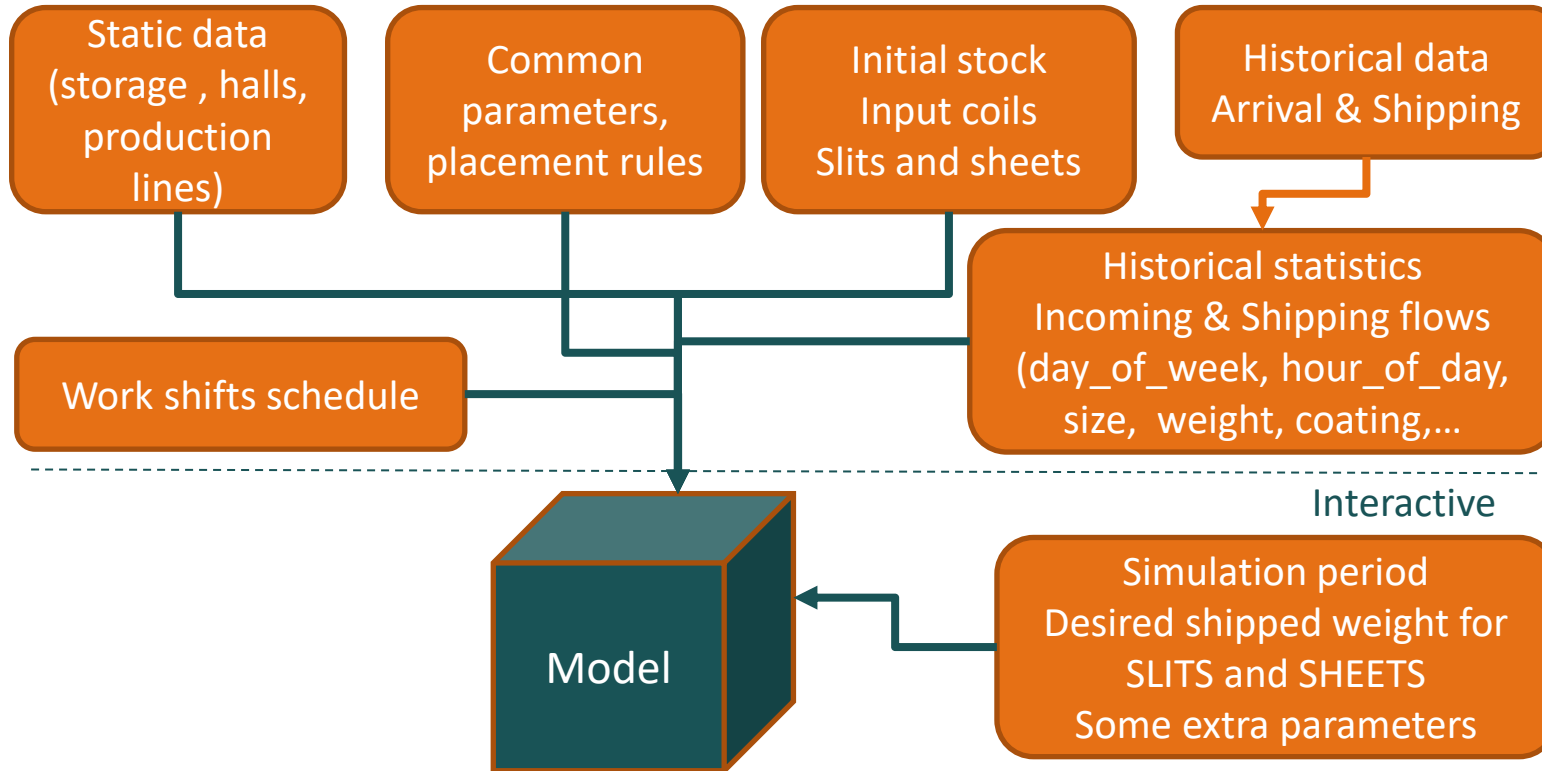 Static data
(storage , halls,
production
lines)
Common
parameters,
placement rules
Initial stock
Input coils
Slits and sheets
Historical data
Arrival & Shipping
Historical statistics
Incoming & Shipping flows
(day_of_week, hour_of_day,
size,  weight, coating,...
Work shifts schedule
Interactive
Model
Simulation period
Desired shipped weight for
SLITS and SHEETS
Some extra parameters